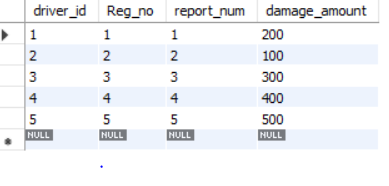 driver_id Reg_no report_num damage_amount
1 1 1 200
2 2 2 100
3 3 3 300
4 4 4 400
5 5 5 500
NULL NULL NULL NULL